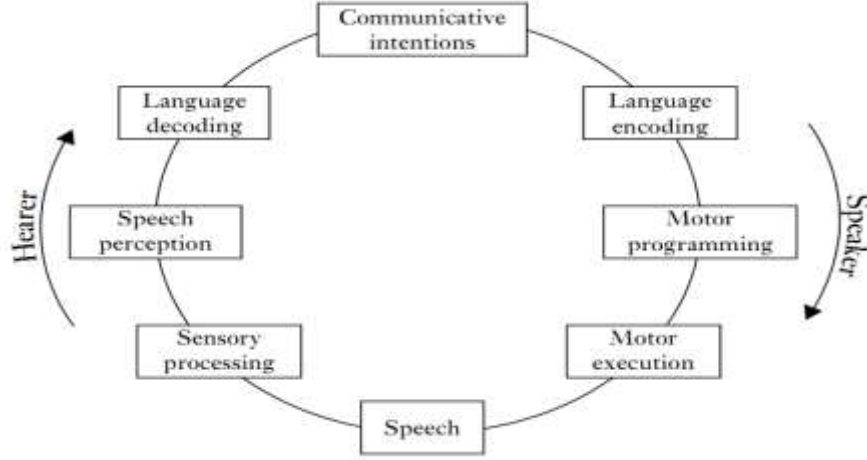 Communicative
intentions
Language
decoding
Language
encoding
Hearer
Speaker
Speech
perception
Motor
programming
Sensory
processing
Motor
execution
Speech